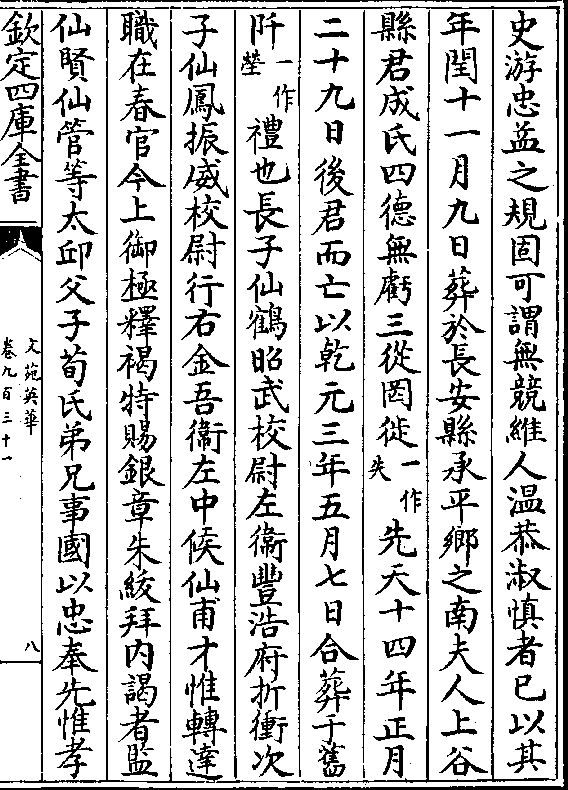 史游忠益之規固可謂無競維人温恭淑慎者已以其
年閏十一月九日葬於長安縣承平鄉之南夫人上谷
縣君成氏四德無虧三從罔徙一作失先天十四年正月
二十九日後君而亡以乾元三年五月七日合葬于舊
阡一作塋禮也長子仙鶴昭武校尉左衞豐浩府折衝次
子仙鳳振威校尉行右金吾衞左中候仙甫才惟轉達
職在春官今上御極釋褐特賜銀章朱紱拜内謁者監
仙賢仙管等太邱父子荀氏弟兄事國以忠奉先惟孝
欽定四庫全書
文苑英華
卷九百三十一
八